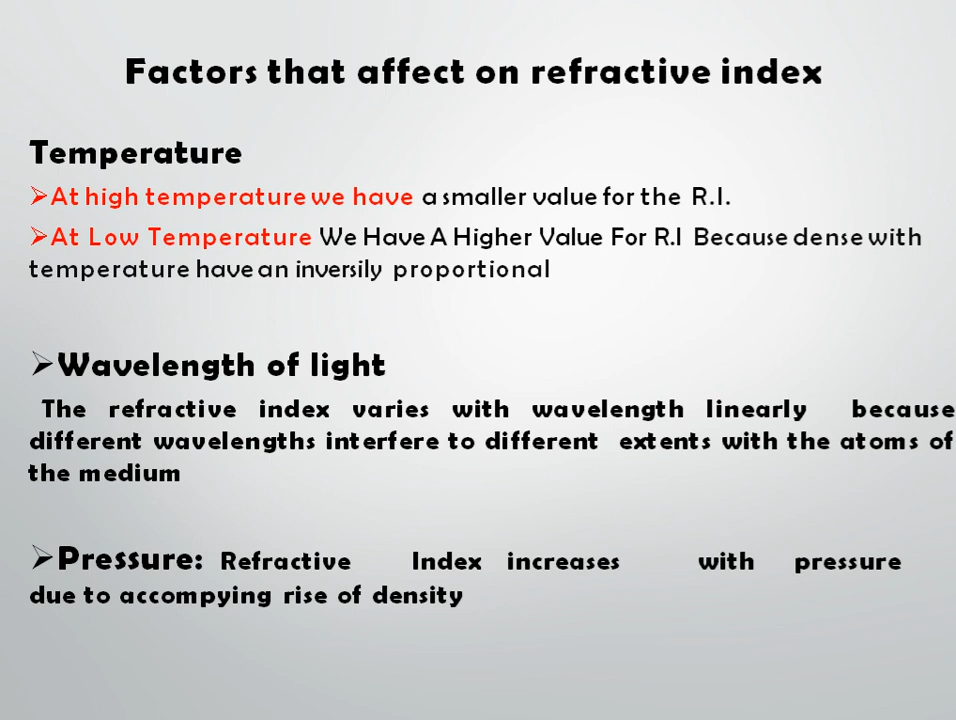 Factors that affect on refractive index
Temperature
➢At high temperature we have a smaller value for the R.I.
➢At Low Temperature We Have A Higher Value For R.I Because dense with
temperature have an inversily proportional
➢Wavelength of light
The refractive index varies with wavelength linearly because
different wavelengths interfere to different extents with the atoms of
the medium
➢Pressure: Refractive Index increases with pressure
due to accompying rise of density